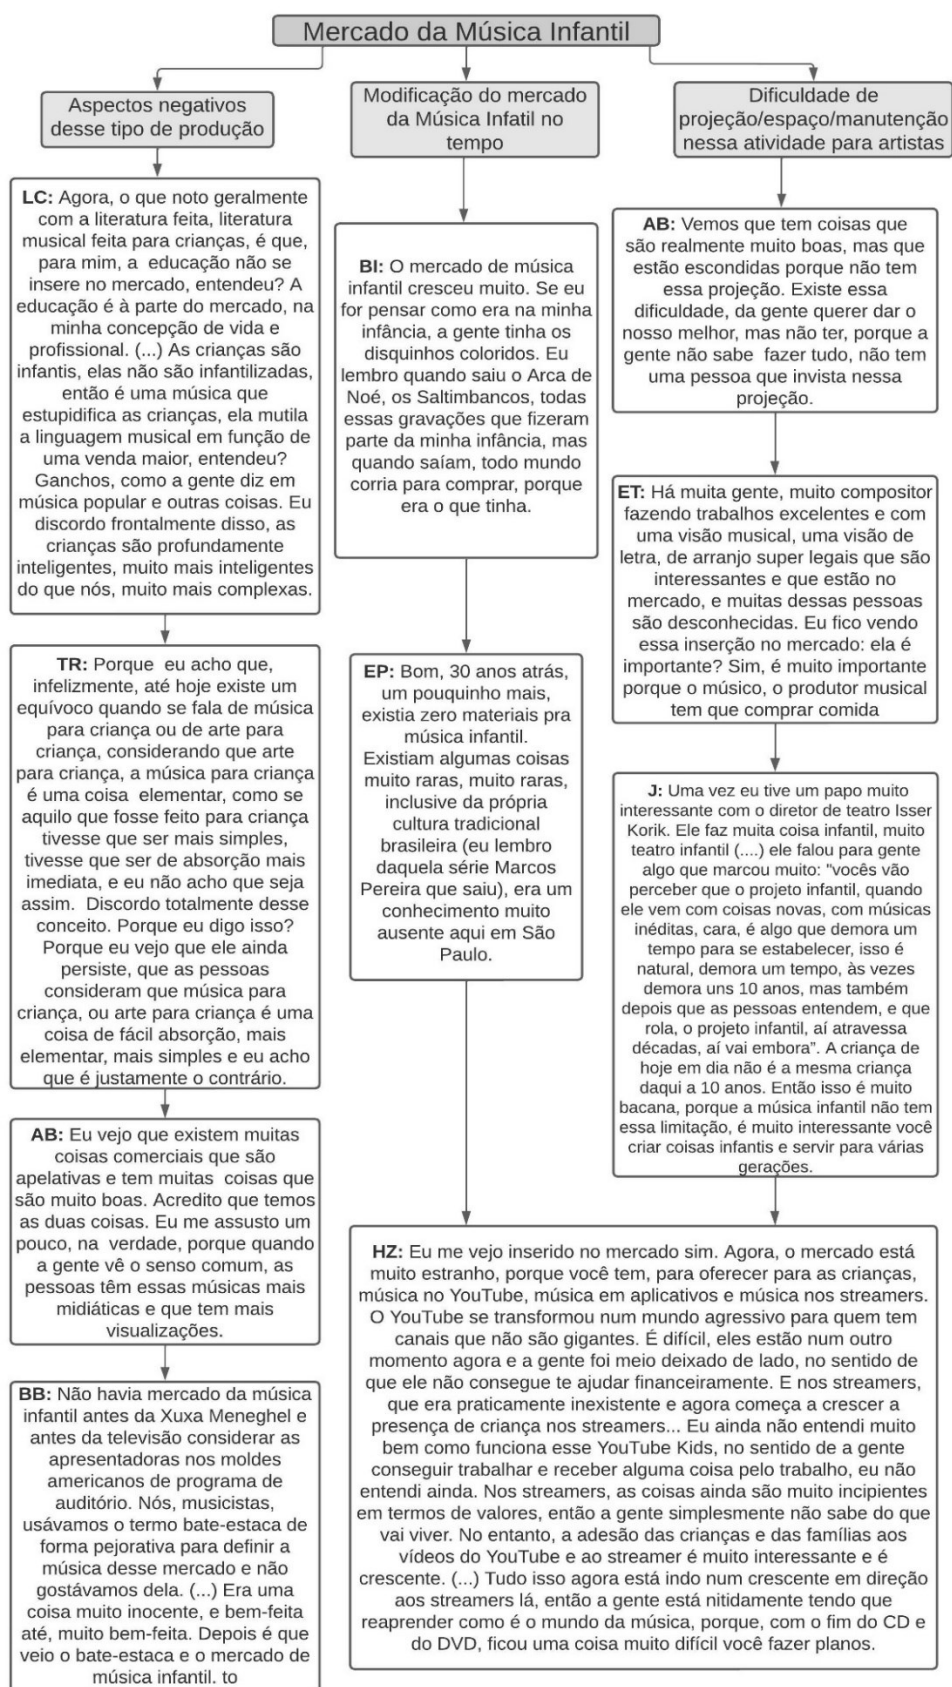 Mercado da Música Infantil
Aspectos negativos
desse tipo de produção
LC: Agora, o que noto geralmente
com a literatura feita, literatura
musical feita para crianças, é que,
para mim, a educação não se
insere no mercado, entendeu? A
educação é à parte do mercado, na
minha concepção de vida e
profissional. (...) As crianças são
infantis, elas não são infantilizadas,
então é uma música que
estupidifica as crianças, ela mutila
a linguagem musical em função de
uma venda maior, entendeu?
Ganchos, como a gente diz em
música popular e outras coisas. Eu
discordo frontalmente disso, as
crianças são profundamente
inteligentes, muito mais inteligentes
do que nós, muito mais complexas.
TR: Porque eu acho que,
infelizmente, até hoje existe um
equívoco quando se fala de música
para criança ou de arte para
criança, considerando que arte
para criança, a música para criança
é uma coisa elementar, como se
aquilo que fosse feito para criança
tivesse que ser mais simples,
tivesse que ser de absorção mais
imediata, e eu não acho que seja
assim. Discordo totalmente desse
conceito. Porque eu digo isso?
Porque eu vejo que ele ainda
persiste, que as pessoas
consideram que música para
criança, ou arte para criança é uma
coisa de fácil absorção, mais
elementar, mais simples e eu acho
que é justamente o contrário.
AB: Eu vejo que existem muitas
coisas comerciais que são
apelativas e tem muitas coisas que
são muito boas. Acredito que temos
as duas coisas. Eu me assusto um
pouco, na verdade, porque quando
a gente vê o senso comum, as
pessoas têm essas músicas mais
midiáticas e que tem mais
visualizações.
BB: Não havia mercado da música
infantil antes da Xuxa Meneghel e
antes da televisão considerar as
apresentadoras nos moldes
americanos de programa de
auditório. Nós, musicistas,
usávamos o termo bate-estaca de
forma pejorativa para definir a
música desse mercado e não
gostávamos dela. (...) Era uma
coisa muito inocente, e bem-feita
até, muito bem-feita. Depois é que
veio o bate-estaca e o mercado de
música infantil. to
Modificação do mercado
da Música Infatil no
tempo
BI: O mercado de música
infantil cresceu muito. Se eu
for pensar como era na minha
infância, a gente tinha os
disquinhos coloridos. Eu
lembro quando saiu o Arca de
Noé, os Saltimbancos, todas
essas gravações que fizeram
parte da minha infância, mas
quando saíam, todo mundo
corria para comprar, porque
era o que tinha.
EP: Bom, 30 anos atrás,
um pouquinho mais,
existia zero materiais pra
música infantil.
Existiam algumas coisas
muito raras, muito raras,
inclusive da própria
cultura tradicional
brasileira (eu lembro
daquela série Marcos
Pereira que saiu), era um
conhecimento muito
ausente aqui em São
Paulo.
Dificuldade de
projeção/espaço/manutenção
nessa atividade para artistas
AB: Vemos que tem coisas que
são realmente muito boas, mas que
estão escondidas porque não tem
essa projeção. Existe essa
dificuldade, da gente querer dar o
nosso melhor, mas não ter, porque a
gente não sabe fazer tudo, não tem
uma pessoa que invista nessa
projeção.
ET: Há muita gente, muito compositor
fazendo trabalhos excelentes e com
uma visão musical, uma visão de
letra, de arranjo super legais que são
interessantes e que estão no
mercado, e muitas dessas pessoas
são desconhecidas. Eu fico vendo
essa inserção no mercado: ela é
importante? Sim, é muito importante
porque o músico, o produtor musical
tem que comprar comida
J: Uma vez eu tive um papo muito
interessante com o diretor de teatro Isser
Korik. Ele faz muita coisa infantil, muito
teatro infantil (....) ele falou para gente
algo que marcou muito: "vocês vão
perceber que o projeto infantil, quando
ele vem com coisas novas, com músicas
inéditas, cara, é algo que demora um
tempo para se estabelecer, isso é
natural, demora um tempo, às vezes
demora uns 10 anos, mas também
depois que as pessoas entendem, e que
rola, o projeto infantil, aí atravessa
décadas, aí vai embora”. A criança de
hoje em dia não é a mesma criança
daqui a 10 anos. Então isso é muito
bacana, porque a música infantil não tem
essa limitação, é muito interessante você
criar coisas infantis e servir para várias
gerações.
HZ: Eu me vejo inserido no mercado sim. Agora, o mercado está
muito estranho, porque você tem, para oferecer para as crianças,
música no YouTube, música em aplicativos e música nos streamers.
O YouTube se transformou num mundo agressivo para quem tem
canais que não são gigantes. É difícil, eles estão num outro
momento agora e a gente foi meio deixado de lado, no sentido de
que ele não consegue te ajudar financeiramente. E nos streamers,
que era praticamente inexistente e agora começa a crescer a
presença de criança nos streamers... Eu ainda não entendi muito
bem como funciona esse YouTube Kids, no sentido de a gente
conseguir trabalhar e receber alguma coisa pelo trabalho, eu não
entendi ainda. Nos streamers, as coisas ainda são muito incipientes
em termos de valores, então a gente simplesmente não sabe do que
vai viver. No entanto, a adesão das crianças e das famílias aos
vídeos do YouTube e ao streamer é muito interessante e é
crescente. (...) Tudo isso agora está indo num crescente em direção
aos streamers lá, então a gente está nitidamente tendo que
reaprender como é o mundo da música, porque, com o fim do CD e
do DVD, ficou uma coisa muito difícil você fazer planos.